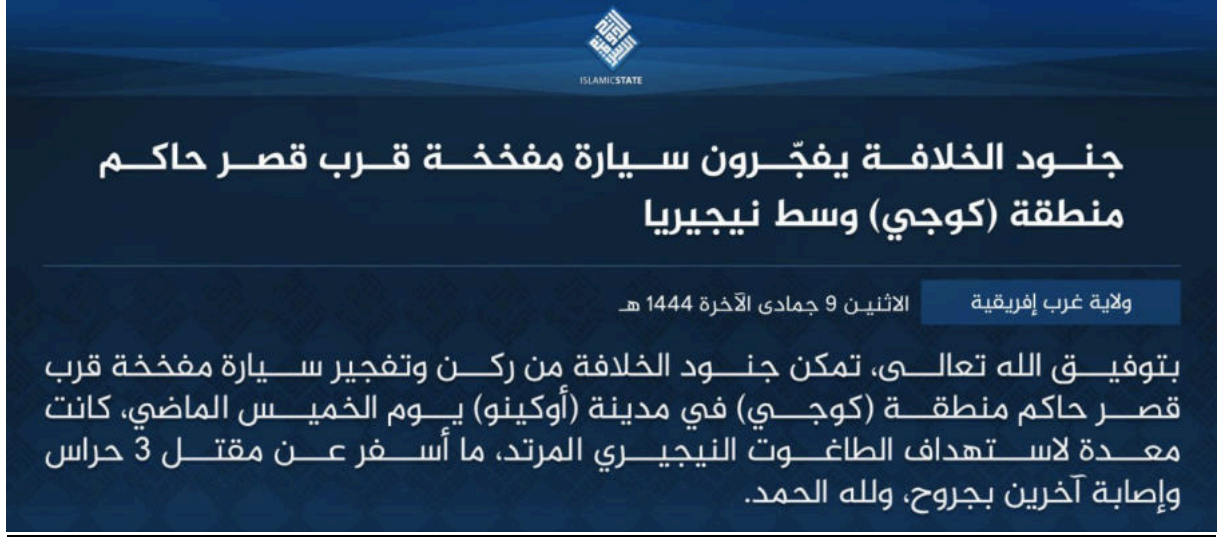 ISLAMICSTATE
جنود الخلافة يفجّرون سيارة مفخخة قرب قصر حاكم
منطقة (كوجي) وسط نيجيريا
ولاية غرب إفريقية الاثنين 9 جمادى الآخرة 1444 هـ
بتوفيق الله تعالى، تمكن جنود الخلافة من ركن وتفجير سيارة مفخخة قرب
قصر حاكم منطقة (كوجي) في مدينة (أوكينو) يوم الخميس الماضي، كانت
معدة لاستهداف الطاغوت النيجيري المرتد، ما أسفر عن مقتل 3 حراس
وإصابة آخرين بجروح، ولله الحمد.